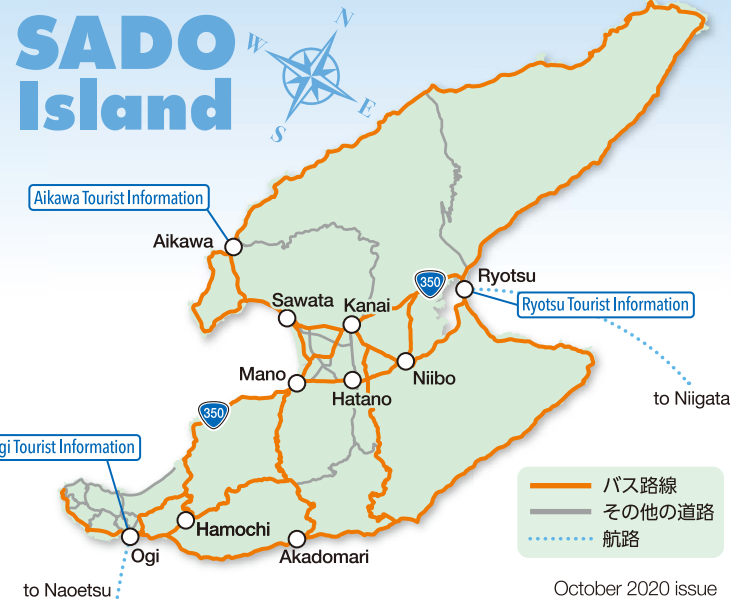 SADO
Island
N
W
E
S
Aikawa Tourist Information
Aikawa
Ryotsu
350
Ryotsu Tourist Information
Sawata
Kanai
Mano
Niibo
Hatano
to Niigata
350
gi Tourist Information
バス路線
その他の道路
航路
Hamochi
Ogi
Akadomari
to Naoetsu
October 2020 issue